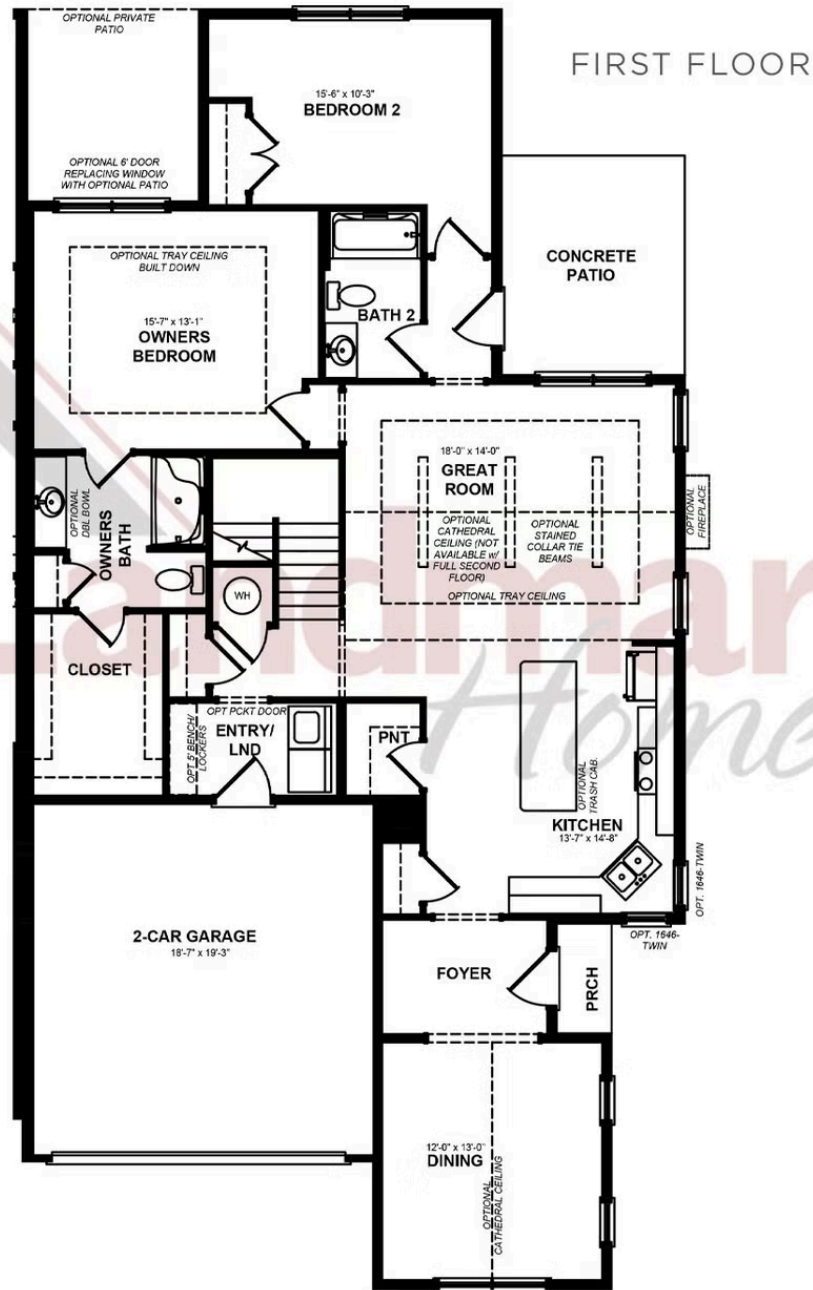 FIRST FLOOR
OPTIONAL PRIVATE
PATIO
15'-6" x 10'-3"
BEDROOM 2
OPTIONAL 6' DOOR
REPLACING WINDOW
WITH OPTIONAL PATIO
CONCRETE
PATIO
OPTIONAL TRAY CEILING
BUILT DOWN
15'-7" x 13'-1"
OWNERS
BEDROOM
BATH 2
18'-0" x 14'-0"
GREAT
ROOM
OPTIONAL
CATHEDRAL
CEILING (NOT
AVAILABLE w/
FULL SECOND
FLOOR)
OPTIONAL
STAINED
COLLAR TIE
BEAMS
OPTIONAL TRAY CEILING
OPTIONAL
FIREPLACE
OPTIONAL
DBL BOWL
OWNERS
BATH
WH
CLOSET
OPT PCKT DOOR
ENTRY/
LND
OPT 5' BENCH/
LOCKERS
PNT
OPTIONAL
TRASH CAB.
KITCHEN
13'-7" x 14'-8"
OPT. 1646-TWIN
OPT. 1646-
TWIN
2-CAR GARAGE
18'-7" x 19'-3"
FOYER
PRCH
12'-0" x 13'-0"
DINING
OPTIONAL
CATHEDRAL CEILING
Landmar
Home